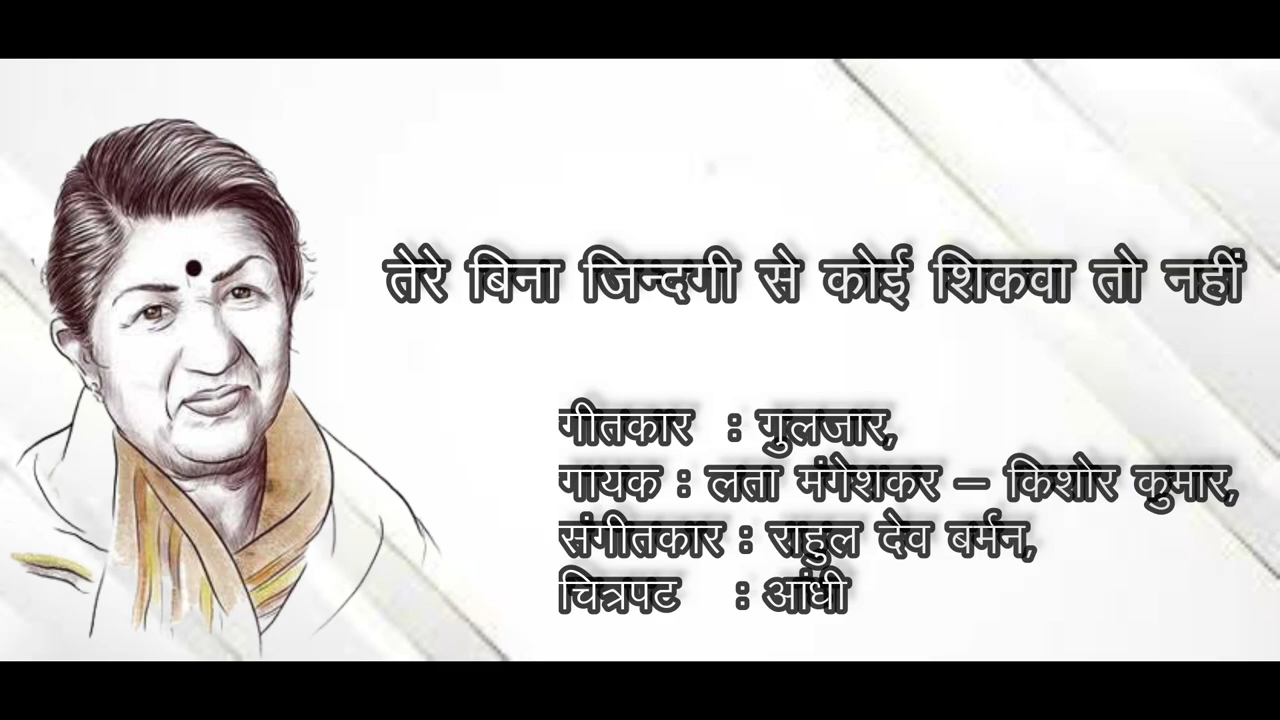 तेरे बिना जिन्दगी से कोई शिकवा तो नहीं
गीतकार : गुलजार,
गायक : लता मंगेशकर – किशोर कुमार,
संगीतकार : राहुल देव बर्मन,
चित्रपट : आंधी